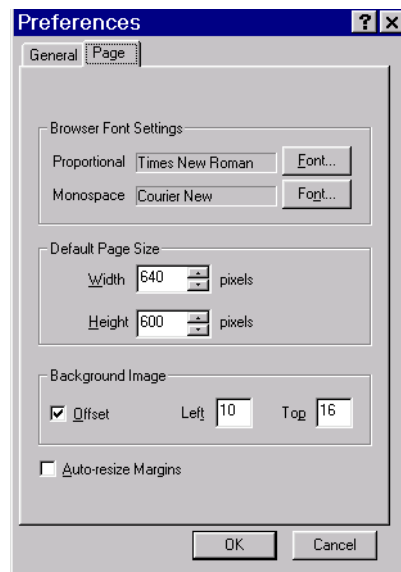 Preferences ? ×
General Page
Browser Font Settings
Proportional Times New Roman Font...
Monospace Courier New Font...
Default Page Size
Width 640 pixels
Height 600 pixels
Background Image
Offset Left 10 Top 16
Auto-resize Margins
OK Cancel